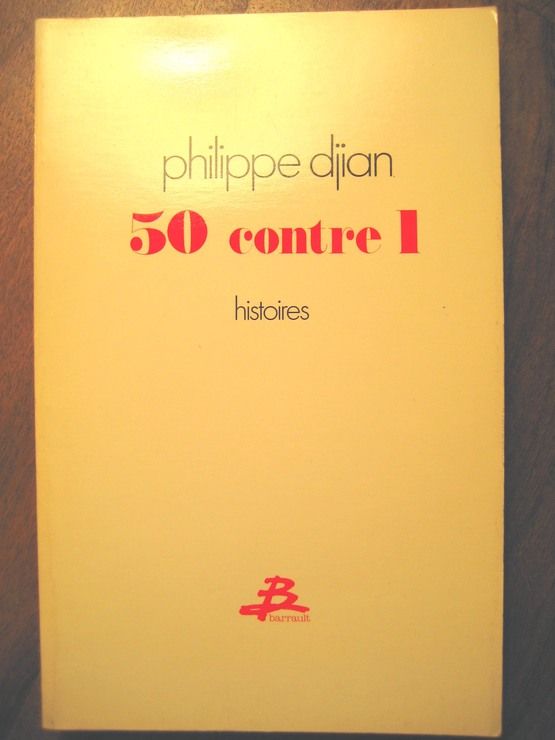 philippe djian
50 contre 1
histoires
B
barrault